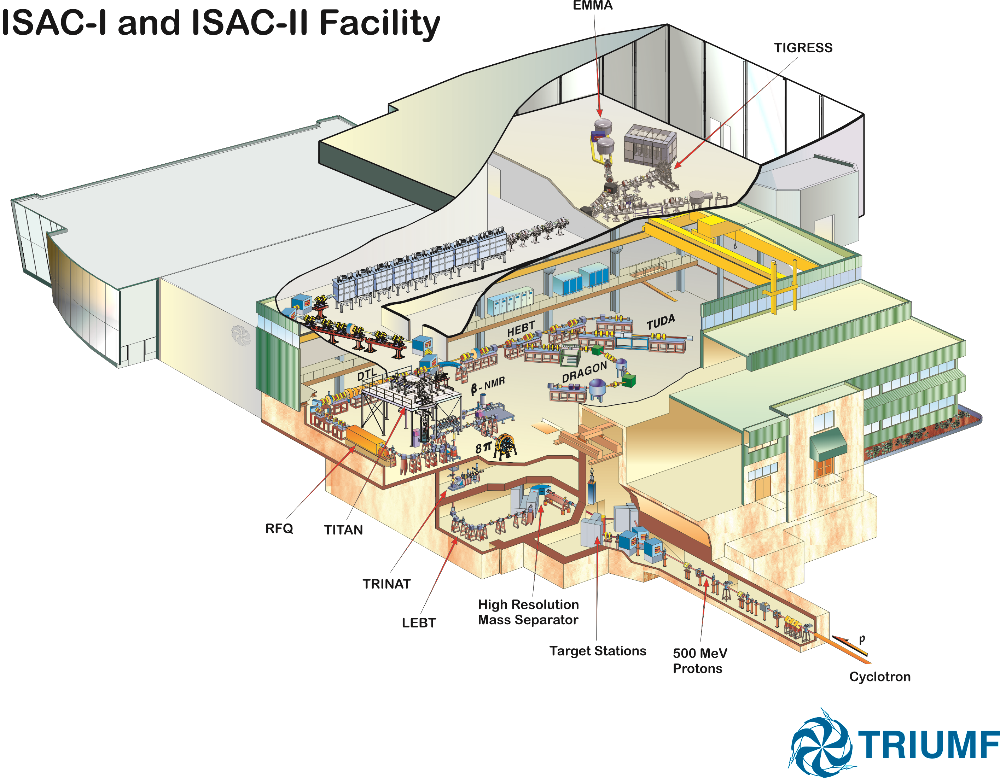 ISAC-I and ISAC-II Facility
EMMA
TIGRESS
HEBT
TUDA
DTL
DRAGON
β- NMR
8π
RFQ
TITAN
TRINAT
LEBT
High Resolution
Mass Separator
Target Stations
500 MeV
Protons
p
Cyclotron
TRIUMF